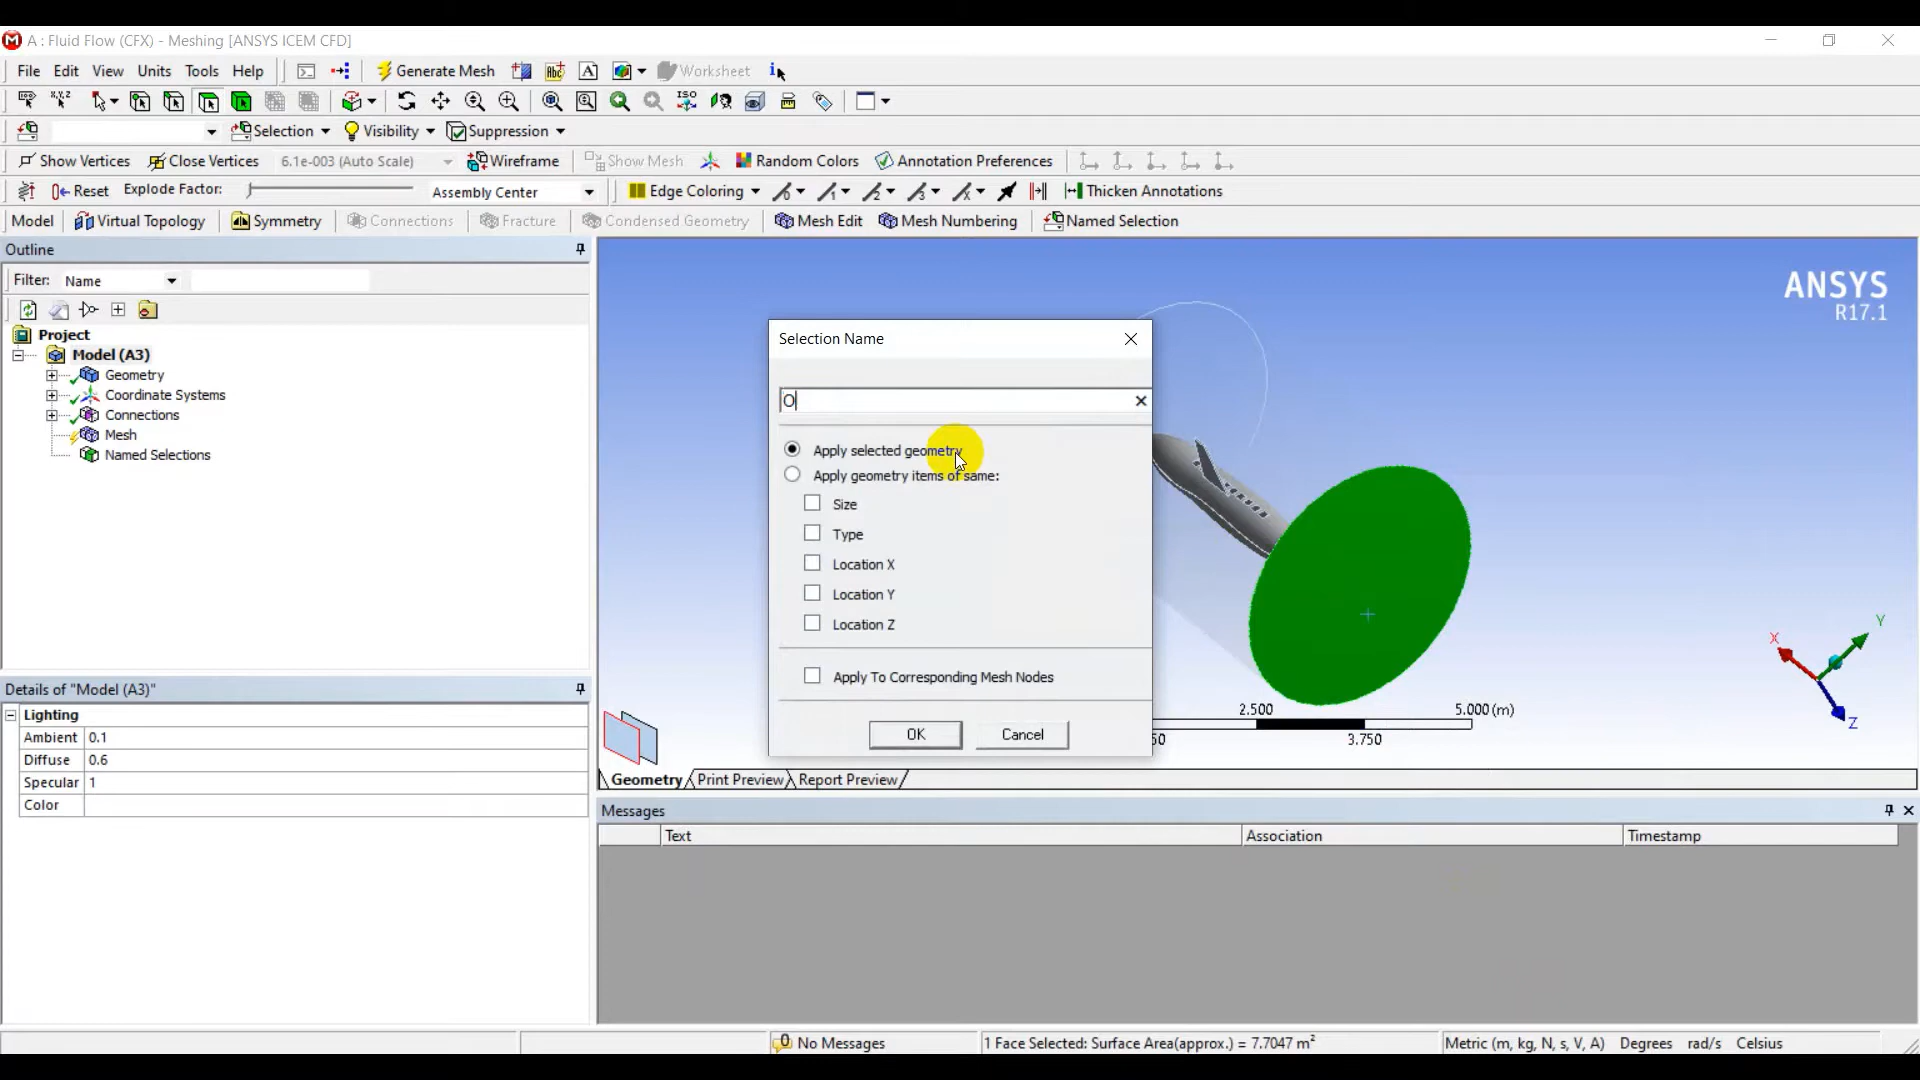 A : Fluid Flow (CFX) - Meshing [ANSYS ICEM CFD]
File Edit View Units Tools Help Generate Mesh Worksheet
Selection Visibility Suppression
Show Vertices Close Vertices 6.1e-003 (Auto Scale) Wireframe Show Mesh Random Colors Annotation Preferences
Reset Explode Factor: Assembly Center Edge Coloring Thicken Annotations
Model Virtual Topology Symmetry Connections Fracture Condensed Geometry Mesh Edit Mesh Numbering Named Selection
Outline
Filter: Name
Project
Model (A3)
Geometry
Coordinate Systems
Connections
Mesh
Named Selections
Details of "Model (A3)"
Lighting
Ambient 0.1
Diffuse 0.6
Specular 1
Color
ANSYS
R17.1
Selection Name
O
Apply selected geometry
Apply geometry items of same:
Size
Type
Location X
Location Y
Location Z
Apply To Corresponding Mesh Nodes
OK Cancel
2.500 5.000 (m)
50 3.750
X Y Z
Geometry Print Preview Report Preview
Messages
Text Association Timestamp
No Messages 1 Face Selected: Surface Area(approx.) = 7.7047 m² Metric (m, kg, N, s, V, A) Degrees rad/s Celsius